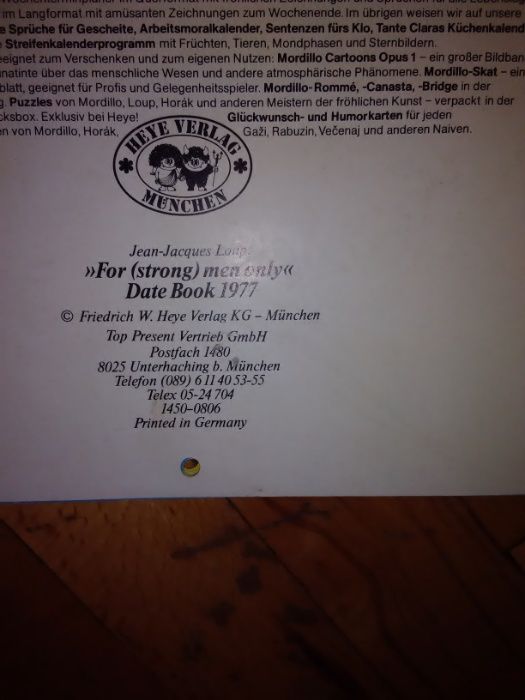 im Langformat mit amüsanten Zeichnungen zum Wochenende. Im übrigen weisen wir auf unsere
e Sprüche für Gescheite, Arbeitsmoralkalender, Sentenzen fürs Klo, Tante Claras Küchenkalend
e Streifenkalenderprogramm mit Früchten, Tieren, Mondphasen und Sternbildern.
eeignet zum Verschenken und zum eigenen Nutzen: Mordillo Cartoons Opus 1 – ein großer Bildban
natinte über das menschliche Wesen und andere atmosphärische Phänomene. Mordillo-Skat – ein
blatt, geeignet für Profis und Gelegenheitsspieler. Mordillo-Rommé, -Canasta, -Bridge in der
g. Puzzles von Mordillo, Loup, Horák und anderen Meistern der fröhlichen Kunst – verpackt in der
cksbox. Exklusiv bei Heye! Glückwunsch- und Humorkarten für jeden
en von Mordillo, Horák, Gaži, Rabuzin, Večenaj und anderen Naiven.
HEYE VERLAG
MÜNCHEN
Jean-Jacques Loup:
»For (strong) men only«
Date Book 1977
© Friedrich W. Heye Verlag KG – München
Top Present Vertrieb GmbH
Postfach 1480
8025 Unterhaching b. München
Telefon (089) 6 11 40 53-55
Telex 05-24 704
1450–0806
Printed in Germany